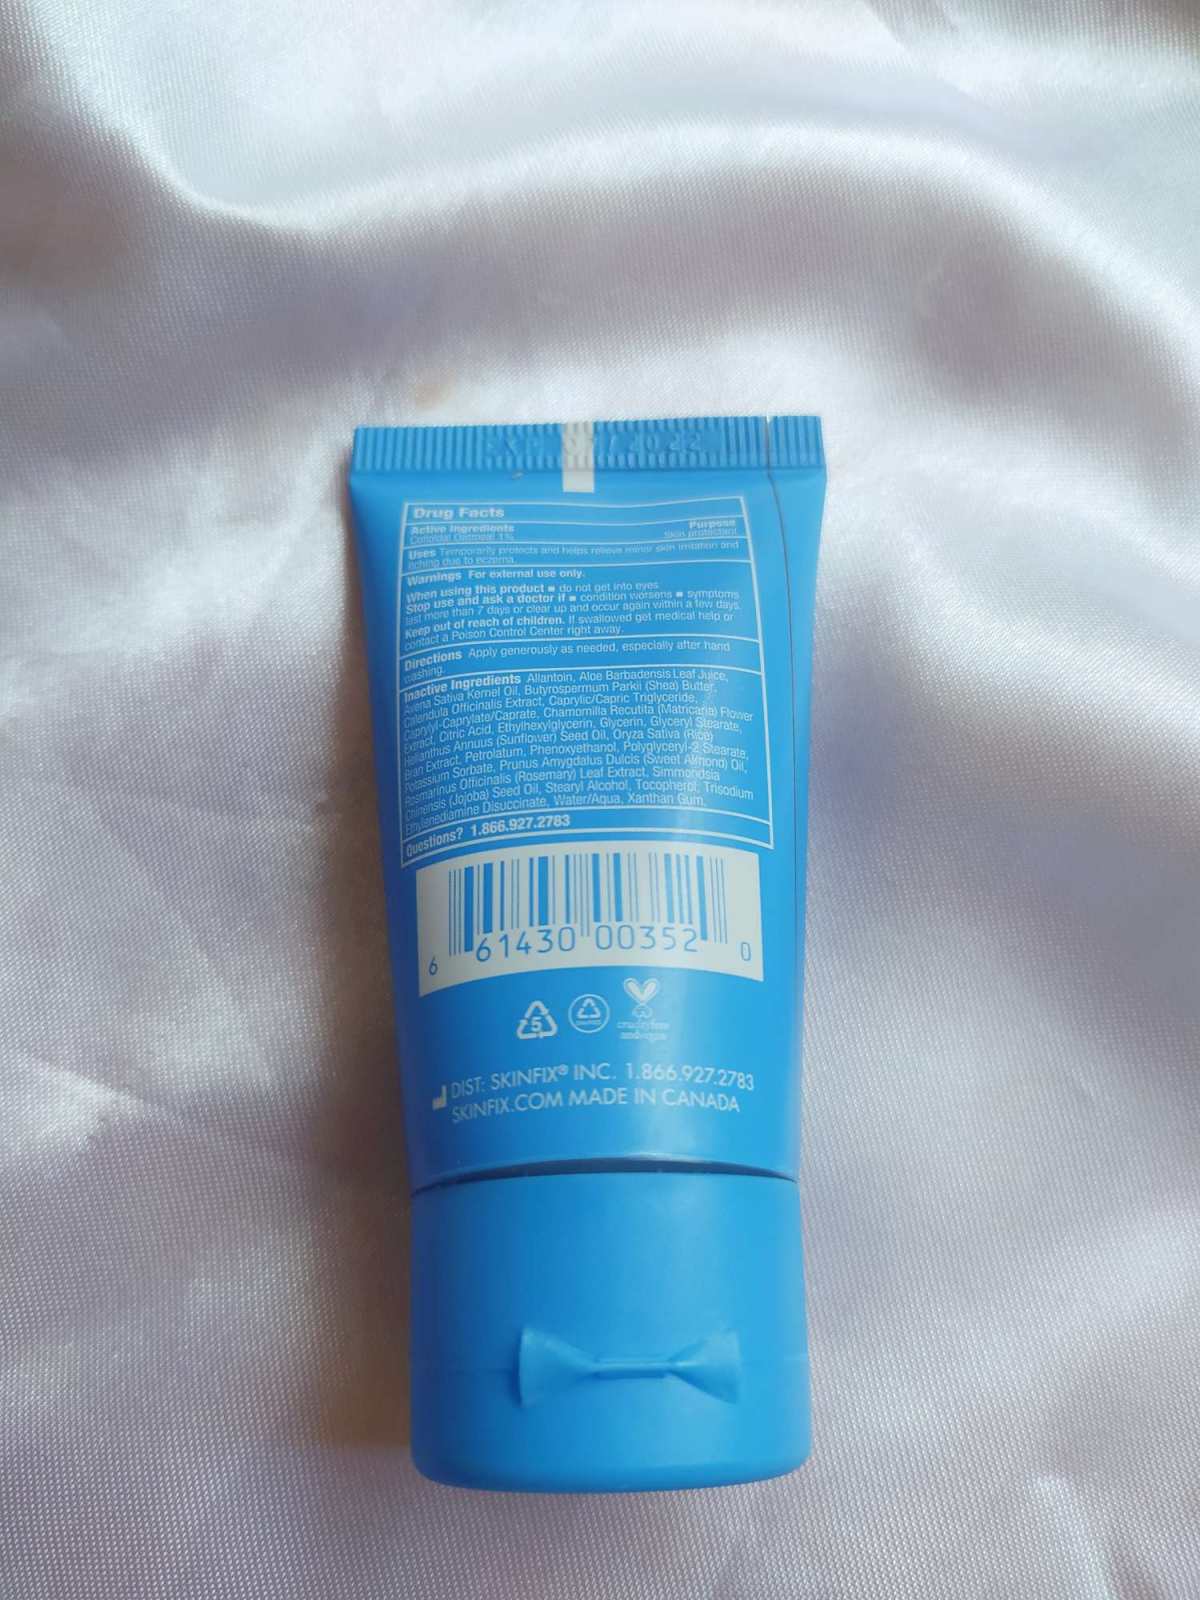 EXP 07/2022
Drug Facts
Active Ingredients Purpose
Colloidal Oatmeal 1% Skin protectant
Uses Temporarily protects and helps relieve minor skin irritation and
itching due to eczema.
Warnings For external use only.
When using this product ■ do not get into eyes
Stop use and ask a doctor if ■ condition worsens ■ symptoms
last more than 7 days or clear up and occur again within a few days.
Keep out of reach of children. If swallowed get medical help or
contact a Poison Control Center right away.
Directions Apply generously as needed, especially after hand
washing.
Inactive Ingredients Allantoin, Aloe Barbadensis Leaf Juice,
Avena Sativa Kernel Oil, Butyrospermum Parkii (Shea) Butter,
Calendula Officinalis Extract, Caprylic/Capric Triglyceride,
Caprylyl-Caprylate/Caprate, Chamomilla Recutita (Matricaria) Flower
Extract, Citric Acid, Ethylhexylglycerin, Glycerin, Glyceryl Stearate,
Helianthus Annuus (Sunflower) Seed Oil, Oryza Sativa (Rice)
Bran Extract, Petrolatum, Phenoxyethanol, Polyglyceryl-2 Stearate,
Potassium Sorbate, Prunus Amygdalus Dulcis (Sweet Almond) Oil,
Rosmarinus Officinalis (Rosemary) Leaf Extract, Simmondsia
Chinensis (Jojoba) Seed Oil, Stearyl Alcohol, Tocopherol, Trisodium
Ethylenediamine Disuccinate, Water/Aqua, Xanthan Gum.
Questions? 1.866.927.2783
6 61430 00352 0
5
cruelty free
and vegan
DIST: SKINFIX® INC. 1.866.927.2783
SKINFIX.COM MADE IN CANADA